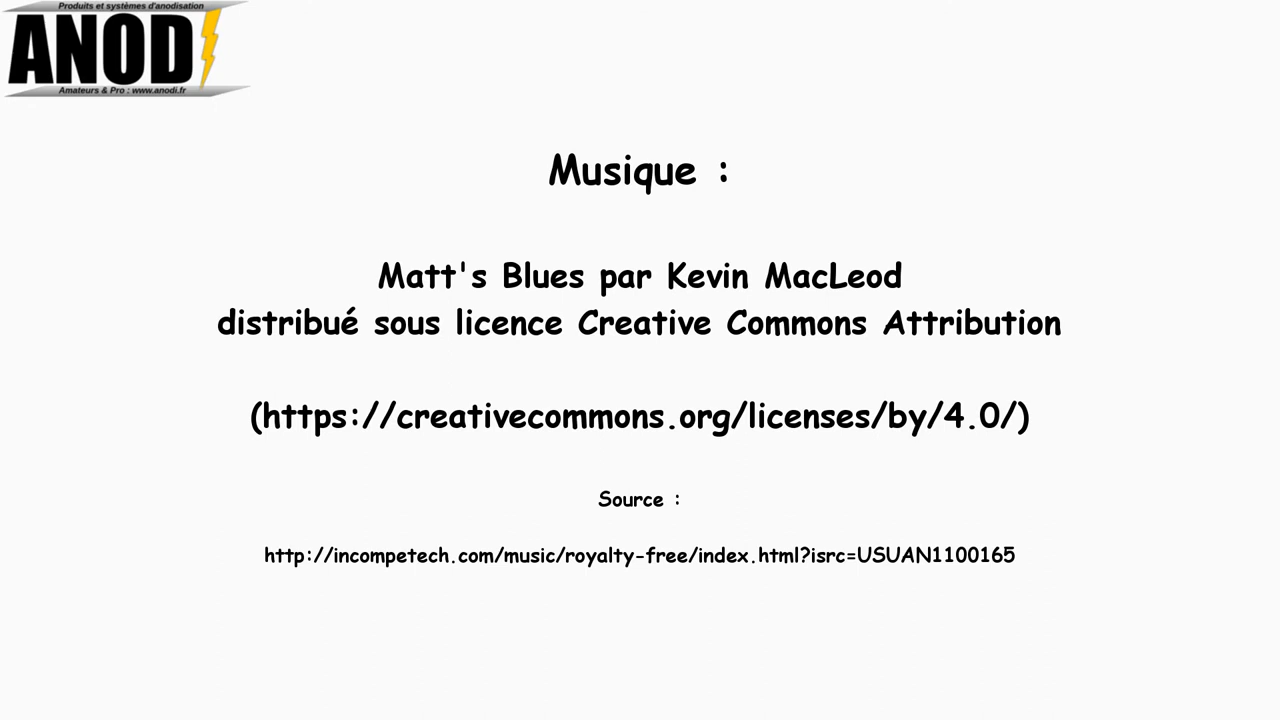 Produits et systèmes d'anodisation
ANODI
Amateurs & Pro : www.anodi.fr
Musique :
Matt's Blues par Kevin MacLeod
distribué sous licence Creative Commons Attribution
(https://creativecommons.org/licenses/by/4.0/)
Source :
http://incompetech.com/music/royalty-free/index.html?isrc=USUAN1100165